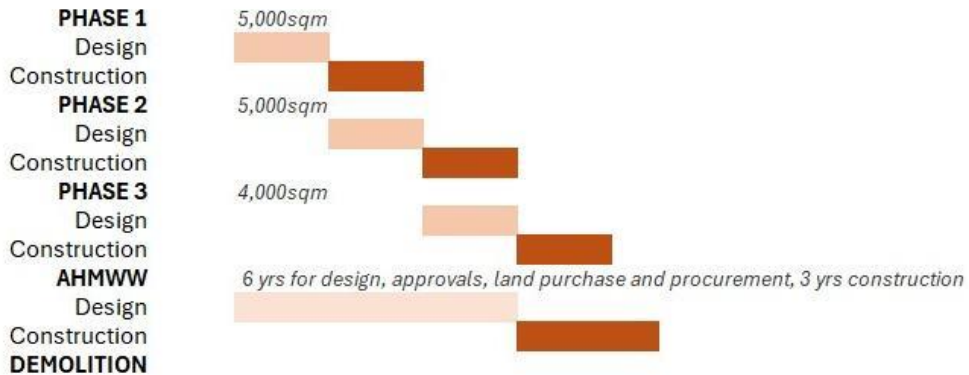 PHASE 1 5,000sqm
Design
Construction
PHASE 2 5,000sqm
Design
Construction
PHASE 3 4,000sqm
Design
Construction
AHMWW 6 yrs for design, approvals, land purchase and procurement, 3 yrs construction
Design
Construction
DEMOLITION